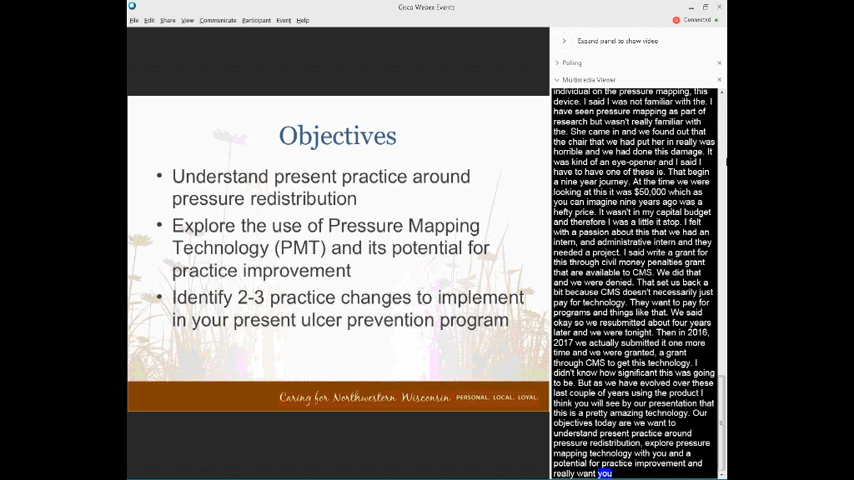 Cisco Webex Events
File Edit Share View Communicate Participant Event Help
Connected
Expand panel to show video
Polling
Multimedia Viewer
Objectives
• Understand present practice around
pressure redistribution
• Explore the use of Pressure Mapping
Technology (PMT) and its potential for
practice improvement
• Identify 2-3 practice changes to implement
in your present ulcer prevention program
Caring for Northwestern Wisconsin PERSONAL. LOCAL. LOYAL.
individual on the pressure mapping, this
device. I said I was not familiar with the. I
have seen pressure mapping as part of
research but wasn't really familiar with
the. She came in and we found out that
the chair that we had put her in really was
horrible and we had done this damage. It
was kind of an eye-opener and I said I
have to have one of these is. That begin
a nine year journey. At the time we were
looking at this it was $50,000 which as
you can imagine nine years ago was a
hefty price. It wasn't in my capital budget
and therefore I was a little it stop. I felt
with a passion about this that we had an
intern, and administrative intern and they
needed a project. I said write a grant for
this through civil money penalties grant
that are available to CMS. We did that
and we were denied. That set us back a
bit because CMS doesn't necessarily just
pay for technology. They want to pay for
programs and things like that. We said
okay so we resubmitted about four years
later and we were tonight. Then in 2016,
2017 we actually submitted it one more
time and we were granted, a grant
through CMS to get this technology. I
didn't know how significant this was going
to be. But as we have evolved over these
last couple of years using the product I
think you will see by our presentation that
this is a pretty amazing technology. Our
objectives today are we want to
understand present practice around
pressure redistribution, explore pressure
mapping technology with you and a
potential for practice improvement and
really want you